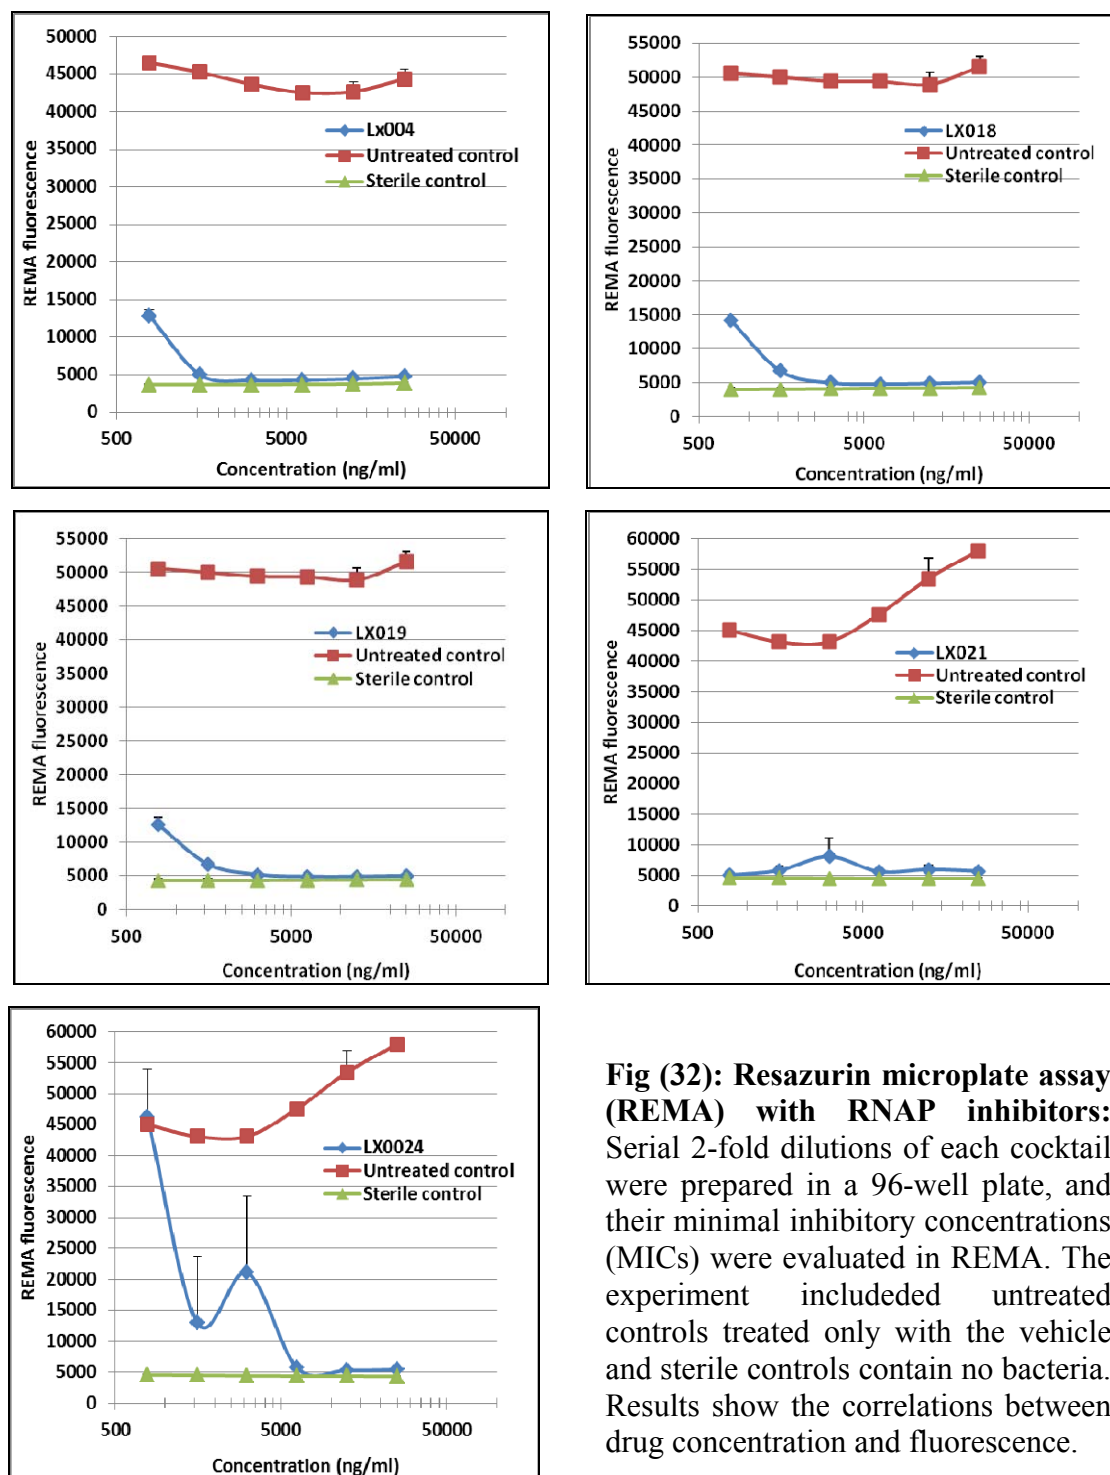 50000
45000
40000
35000
30000
25000
20000
15000
10000
5000
0
REMA fluorescence
Lx004
Untreated control
Sterile control
500 5000 50000
Concentration (ng/ml)
55000
50000
45000
40000
35000
30000
25000
20000
15000
10000
5000
0
REMA fluorescence
LX018
Untreated control
Sterile control
500 5000 50000
Concentration (ng/ml)
55000
50000
45000
40000
35000
30000
25000
20000
15000
10000
5000
0
REMA fluorescence
LX019
Untreated control
Sterile control
500 5000 50000
Concentration (ng/ml)
60000
55000
50000
45000
40000
35000
30000
25000
20000
15000
10000
5000
0
REMA fluorescence
LX021
Untreated control
Sterile control
500 5000 50000
Concentration (ng/ml)
60000
55000
50000
45000
40000
35000
30000
25000
20000
15000
10000
5000
0
REMA fluorescence
LX0024
Untreated control
Sterile control
500 5000 50000
Concentration (ng/ml)
Fig (32): Resazurin microplate assay
(REMA) with RNAP inhibitors:
Serial 2-fold dilutions of each cocktail
were prepared in a 96-well plate, and
their minimal inhibitory concentrations
(MICs) were evaluated in REMA. The
experiment includeded untreated
controls treated only with the vehicle
and sterile controls contain no bacteria.
Results show the correlations between
drug concentration and fluorescence.